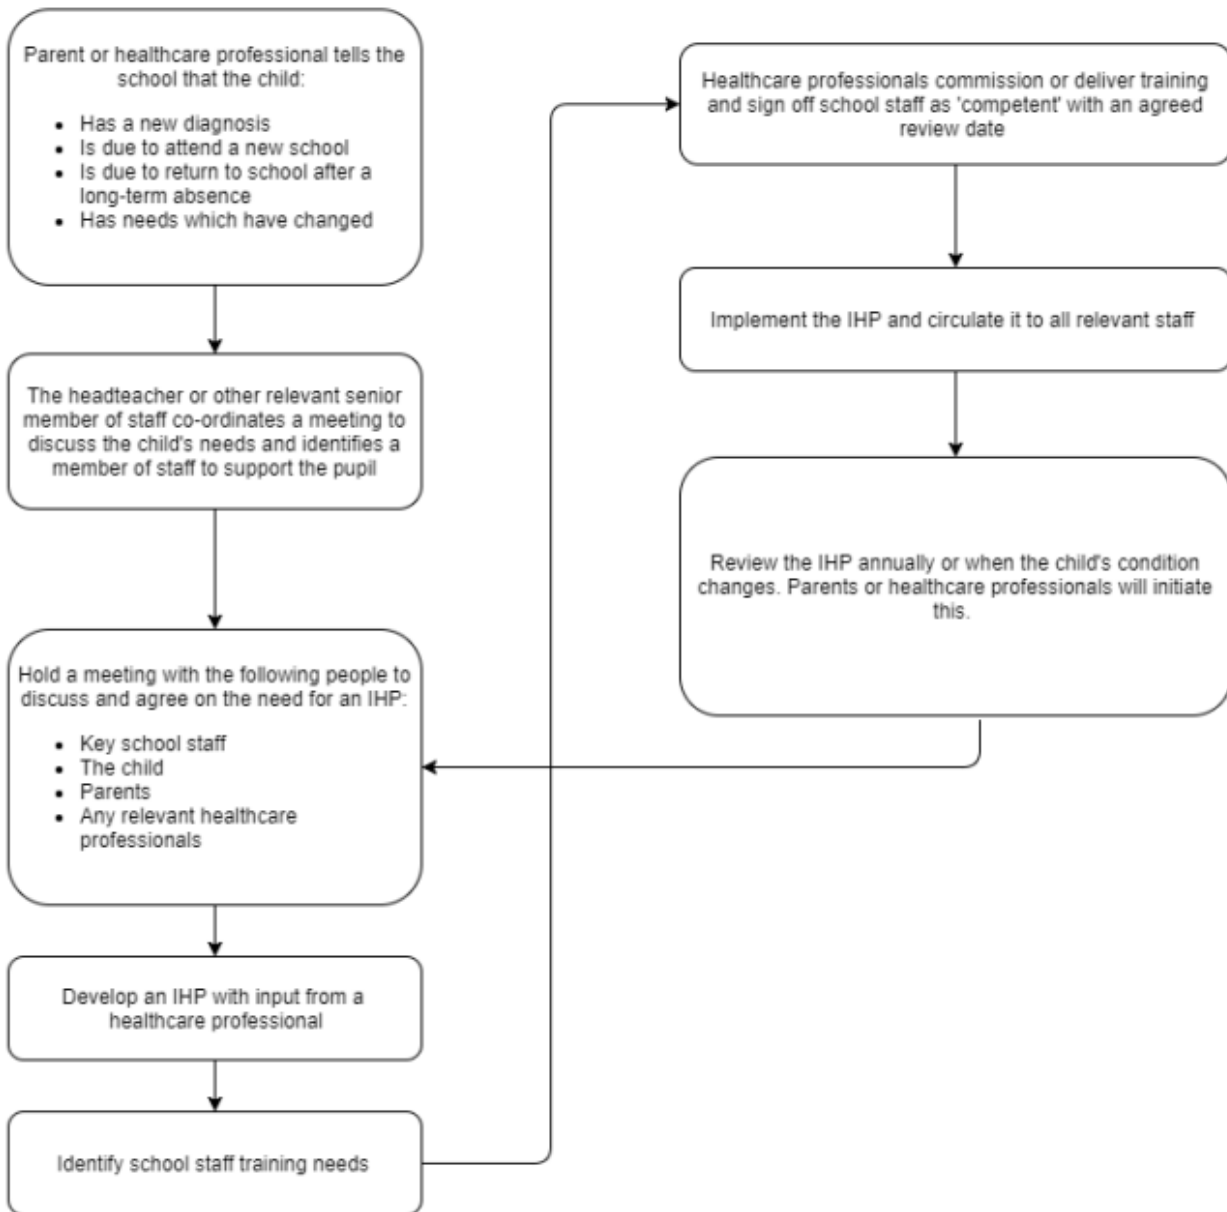 Parent or healthcare professional tells the
school that the child:
• Has a new diagnosis
• Is due to attend a new school
• Is due to return to school after a
long-term absence
• Has needs which have changed
The headteacher or other relevant senior
member of staff co-ordinates a meeting to
discuss the child's needs and identifies a
member of staff to support the pupil
Hold a meeting with the following people to
discuss and agree on the need for an IHP:
• Key school staff
• The child
• Parents
• Any relevant healthcare
professionals
Develop an IHP with input from a
healthcare professional
Identify school staff training needs
Healthcare professionals commission or deliver training
and sign off school staff as 'competent' with an agreed
review date
Implement the IHP and circulate it to all relevant staff
Review the IHP annually or when the child's condition
changes. Parents or healthcare professionals will initiate
this.